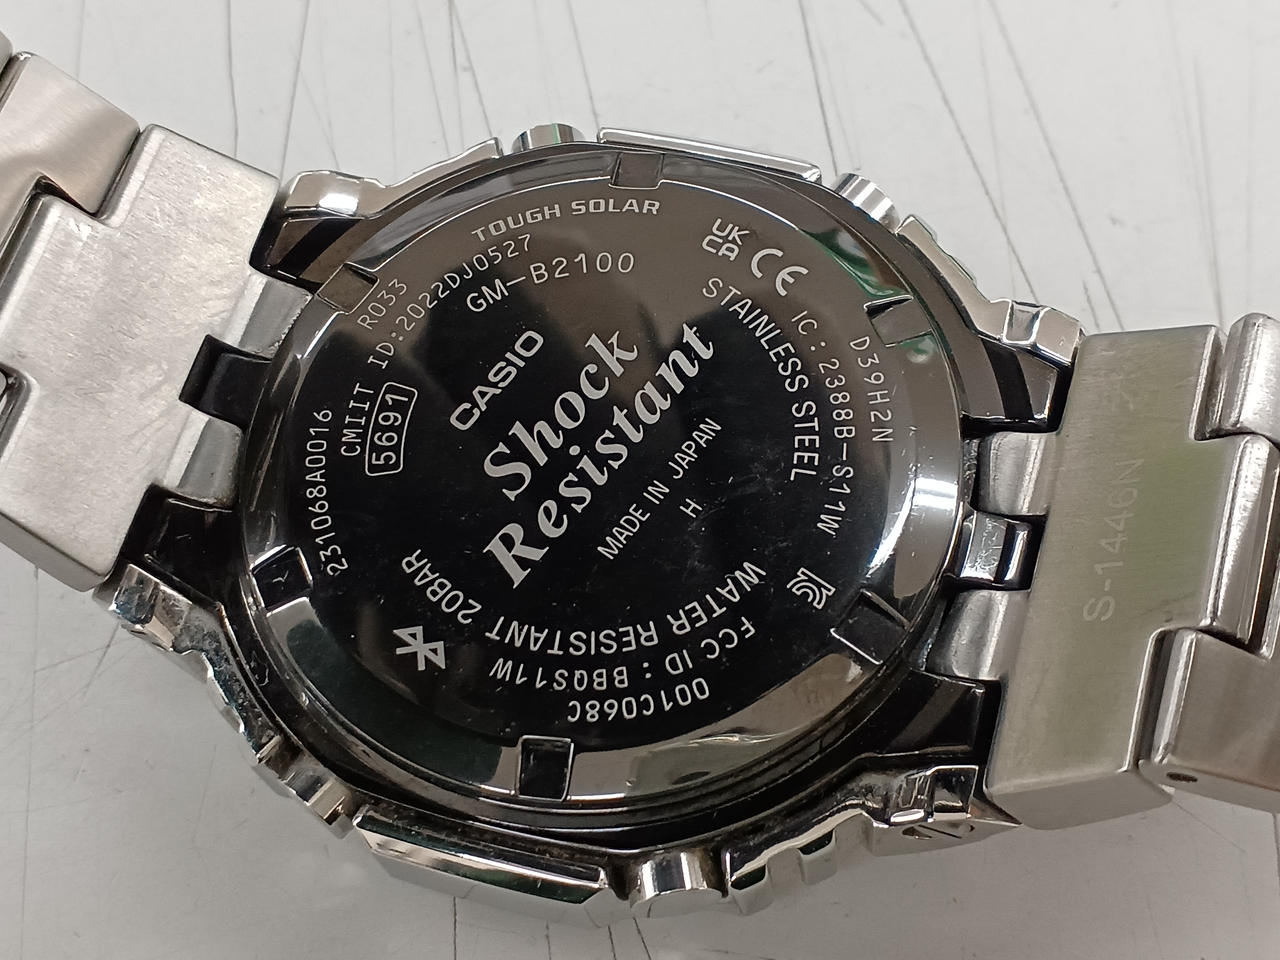 TOUGH SOLAR
R033
ID:2022DJ0527
GM-B2100
CMIIT
5691
231068A0016
CASIO
Shock
Resistant
MADE IN JAPAN
H
UK
CA
CE
STAINLESS STEEL
IC:2388B-S11W
D39H2N
WATER RESISTANT 20BAR
FCC ID:BBQS11W
001C068C
S-1446N